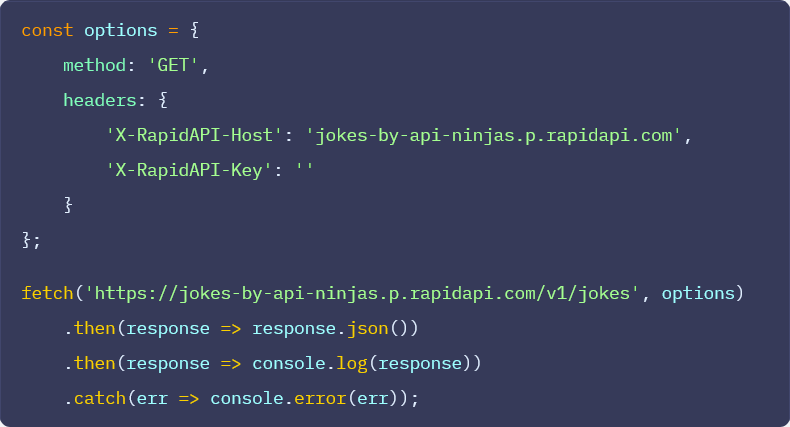 const options = {
    method: 'GET',
    headers: {
        'X-RapidAPI-Host': 'jokes-by-api-ninjas.p.rapidapi.com',
        'X-RapidAPI-Key': ''
    }
};
fetch('https://jokes-by-api-ninjas.p.rapidapi.com/v1/jokes', options)
    .then(response => response.json())
    .then(response => console.log(response))
    .catch(err => console.error(err));